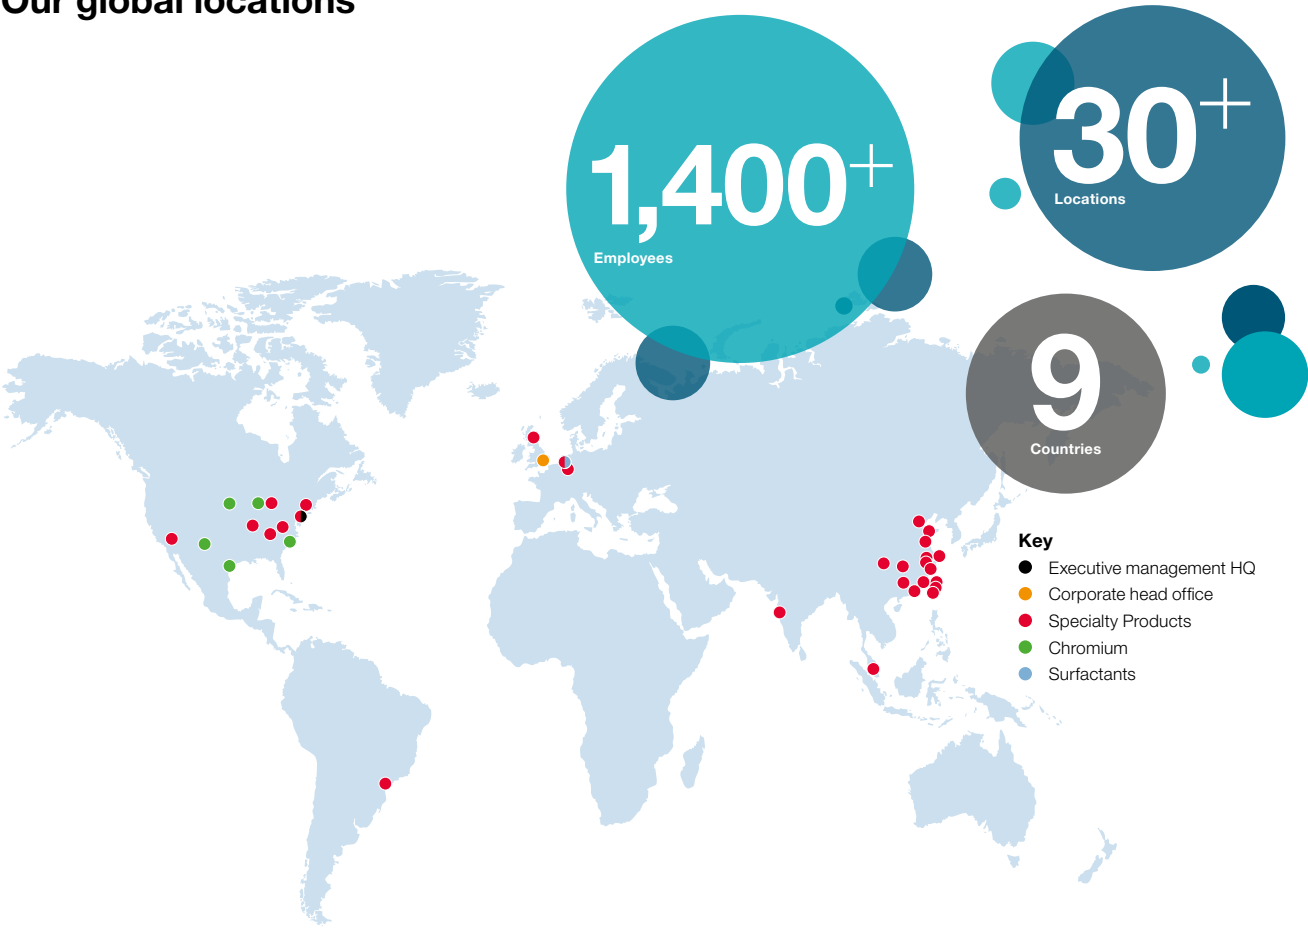 Our global locations
1,400+
Employees
30+
Locations
9
Countries
Key
Executive management HQ
Corporate head office
Specialty Products
Chromium
Surfactants